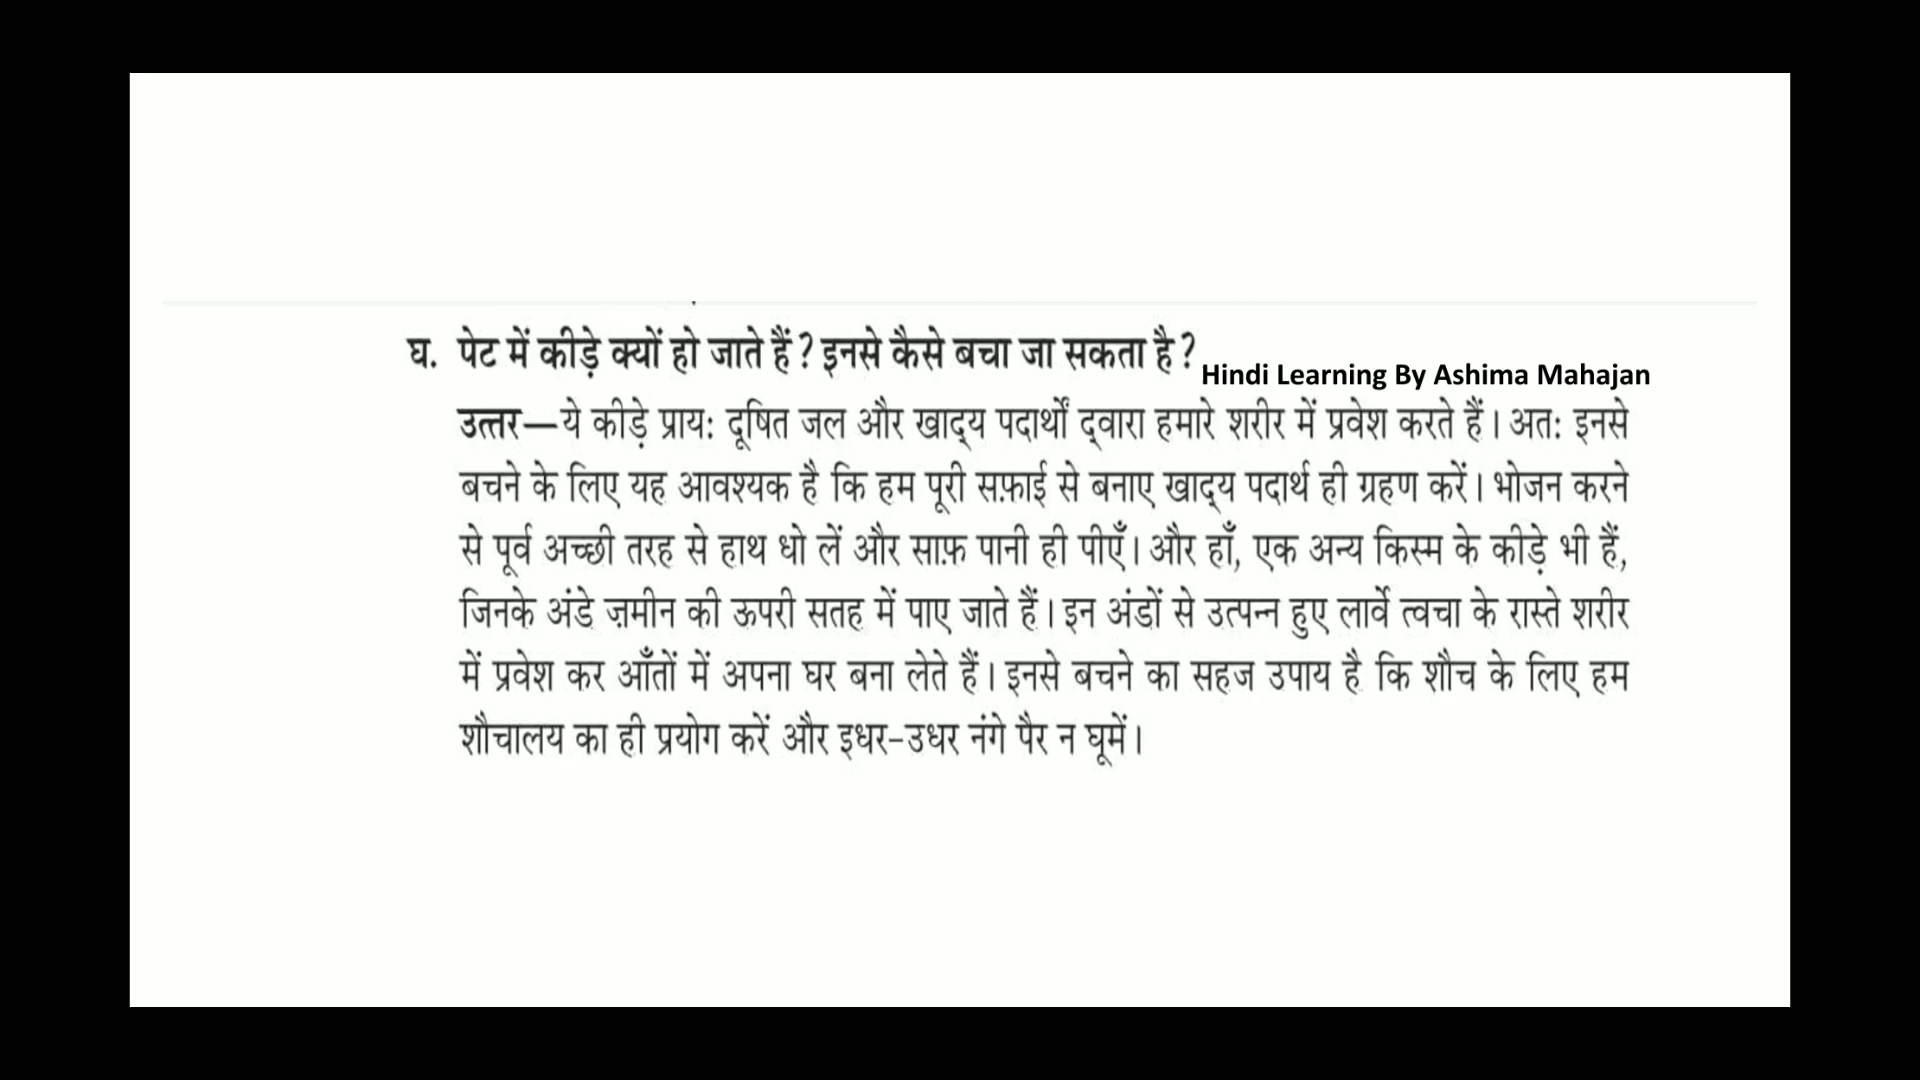 घ. पेट में कीड़े क्यों हो जाते हैं? इनसे कैसे बचा जा सकता है?
Hindi Learning By Ashima Mahajan
उत्तर—ये कीड़े प्राय: दूषित जल और खाद्‌य पदार्थों द्‌वारा हमारे शरीर में प्रवेश करते हैं। अत: इनसे
बचने के लिए यह आवश्यक है कि हम पूरी सफ़ाई से बनाए खाद्‌य पदार्थ ही ग्रहण करें। भोजन करने
से पूर्व अच्छी तरह से हाथ धो लें और साफ़ पानी ही पीएँ। और हाँ, एक अन्य किस्म के कीड़े भी हैं,
जिनके अंडे ज़मीन की ऊपरी सतह में पाए जाते हैं। इन अंडों से उत्पन्न हुए लार्वे त्वचा के रास्ते शरीर
में प्रवेश कर आँतों में अपना घर बना लेते हैं। इनसे बचने का सहज उपाय है कि शौच के लिए हम
शौचालय का ही प्रयोग करें और इधर-उधर नंगे पैर न घूमें।